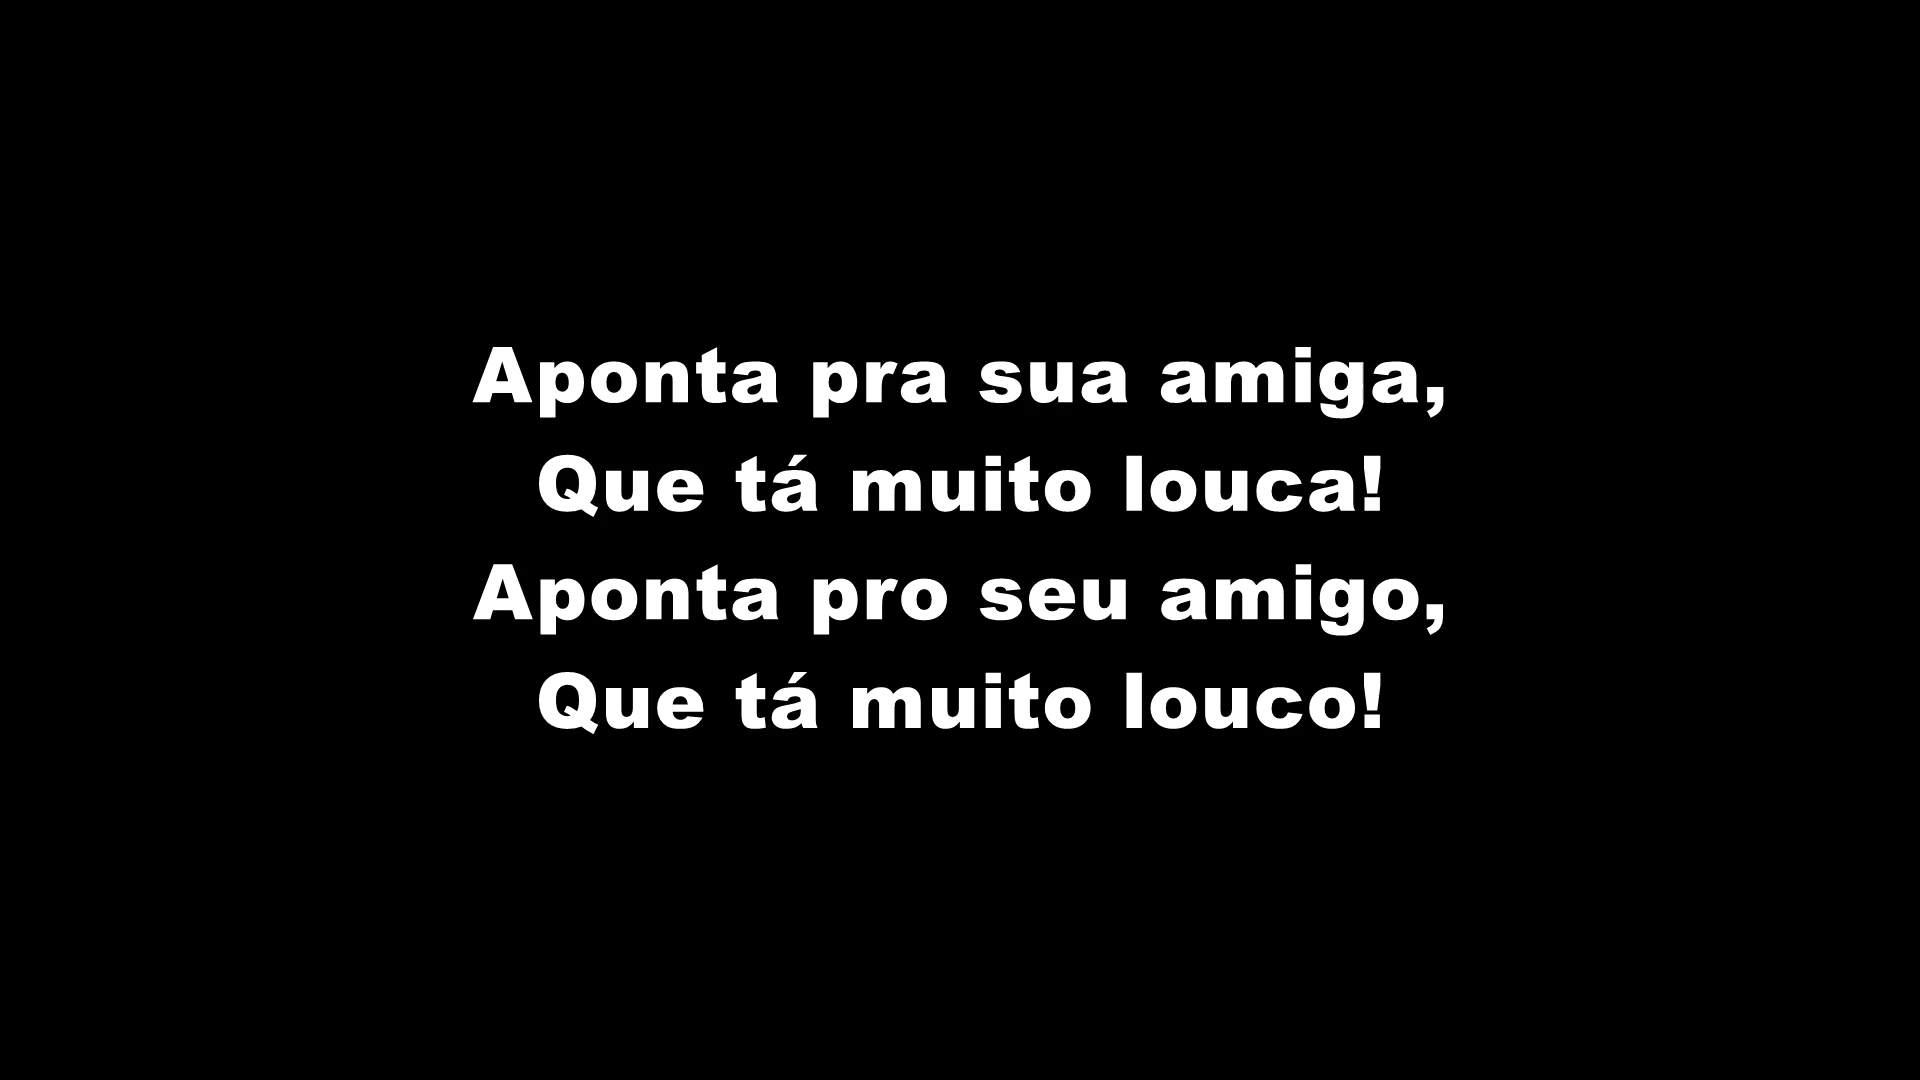 Aponta pra sua amiga,
Que tá muito louca!
Aponta pro seu amigo,
Que tá muito louco!